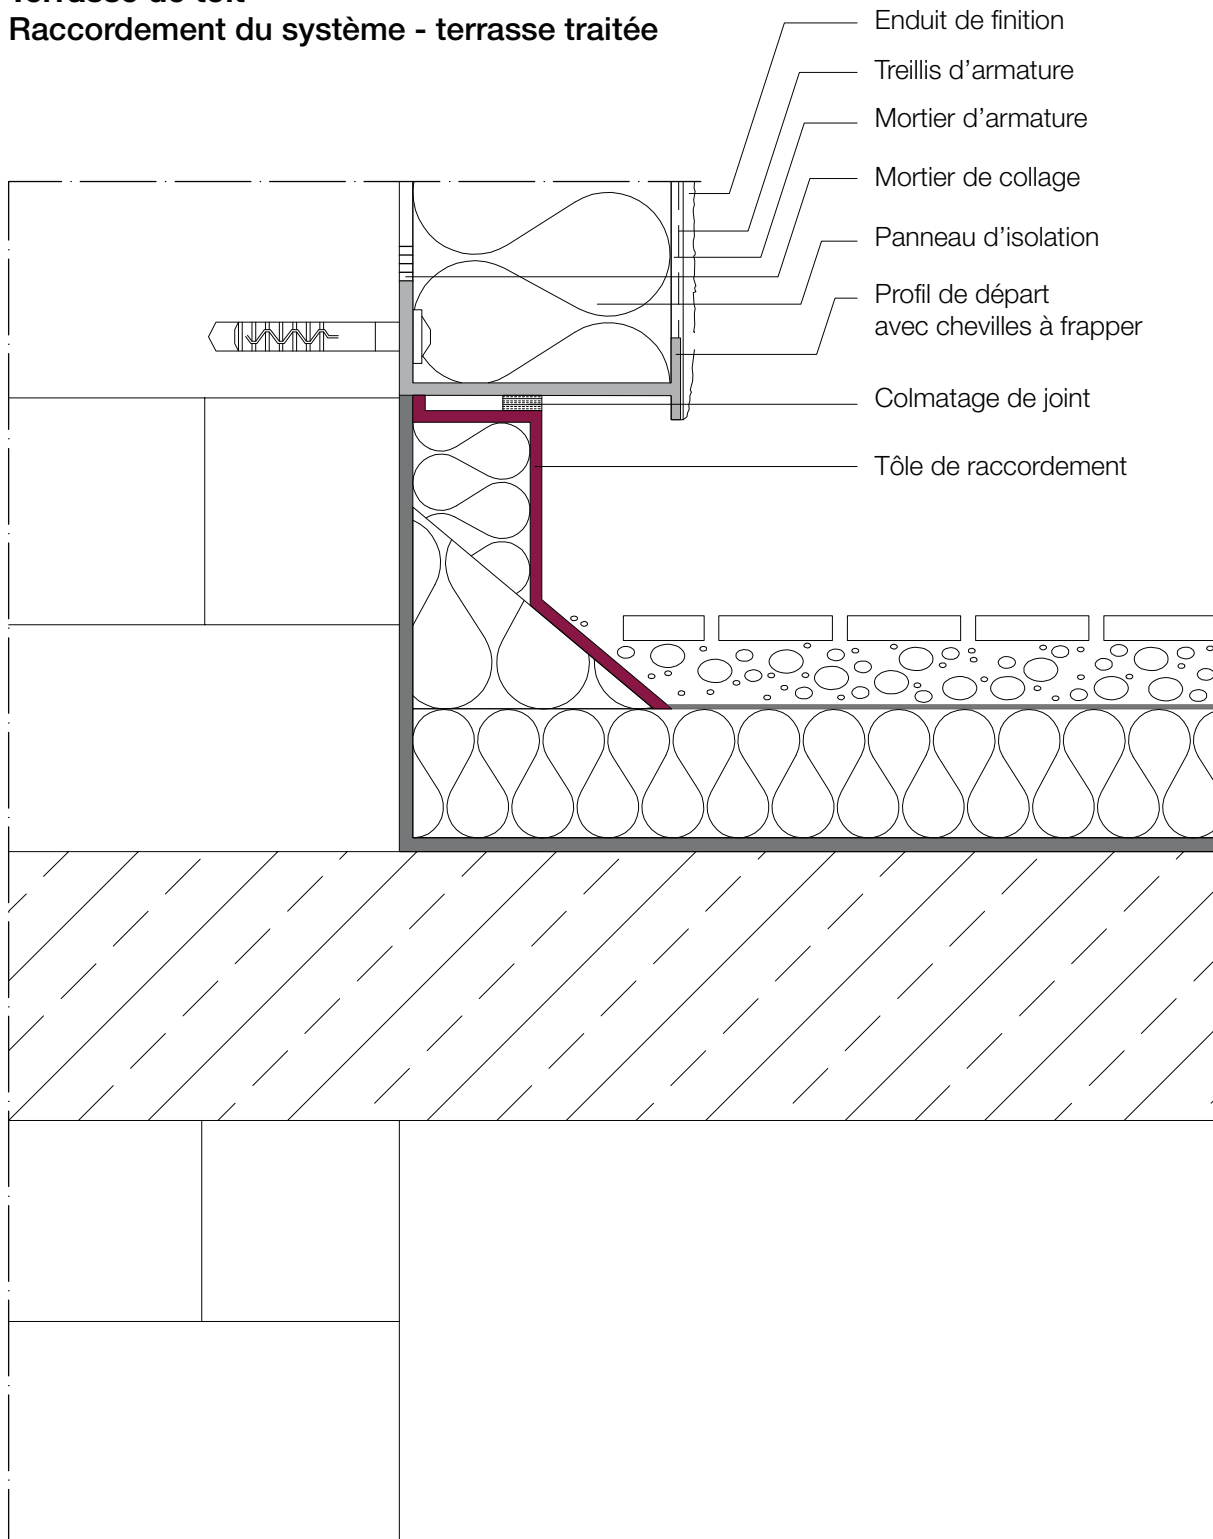 Terrasse de toit
Raccordement du système - terrasse traitée
Enduit de finition
Treillis d’armature
Mortier d’armature
Mortier de collage
Panneau d’isolation
Profil de départ
avec chevilles à frapper
Colmatage de joint
Tôle de raccordement